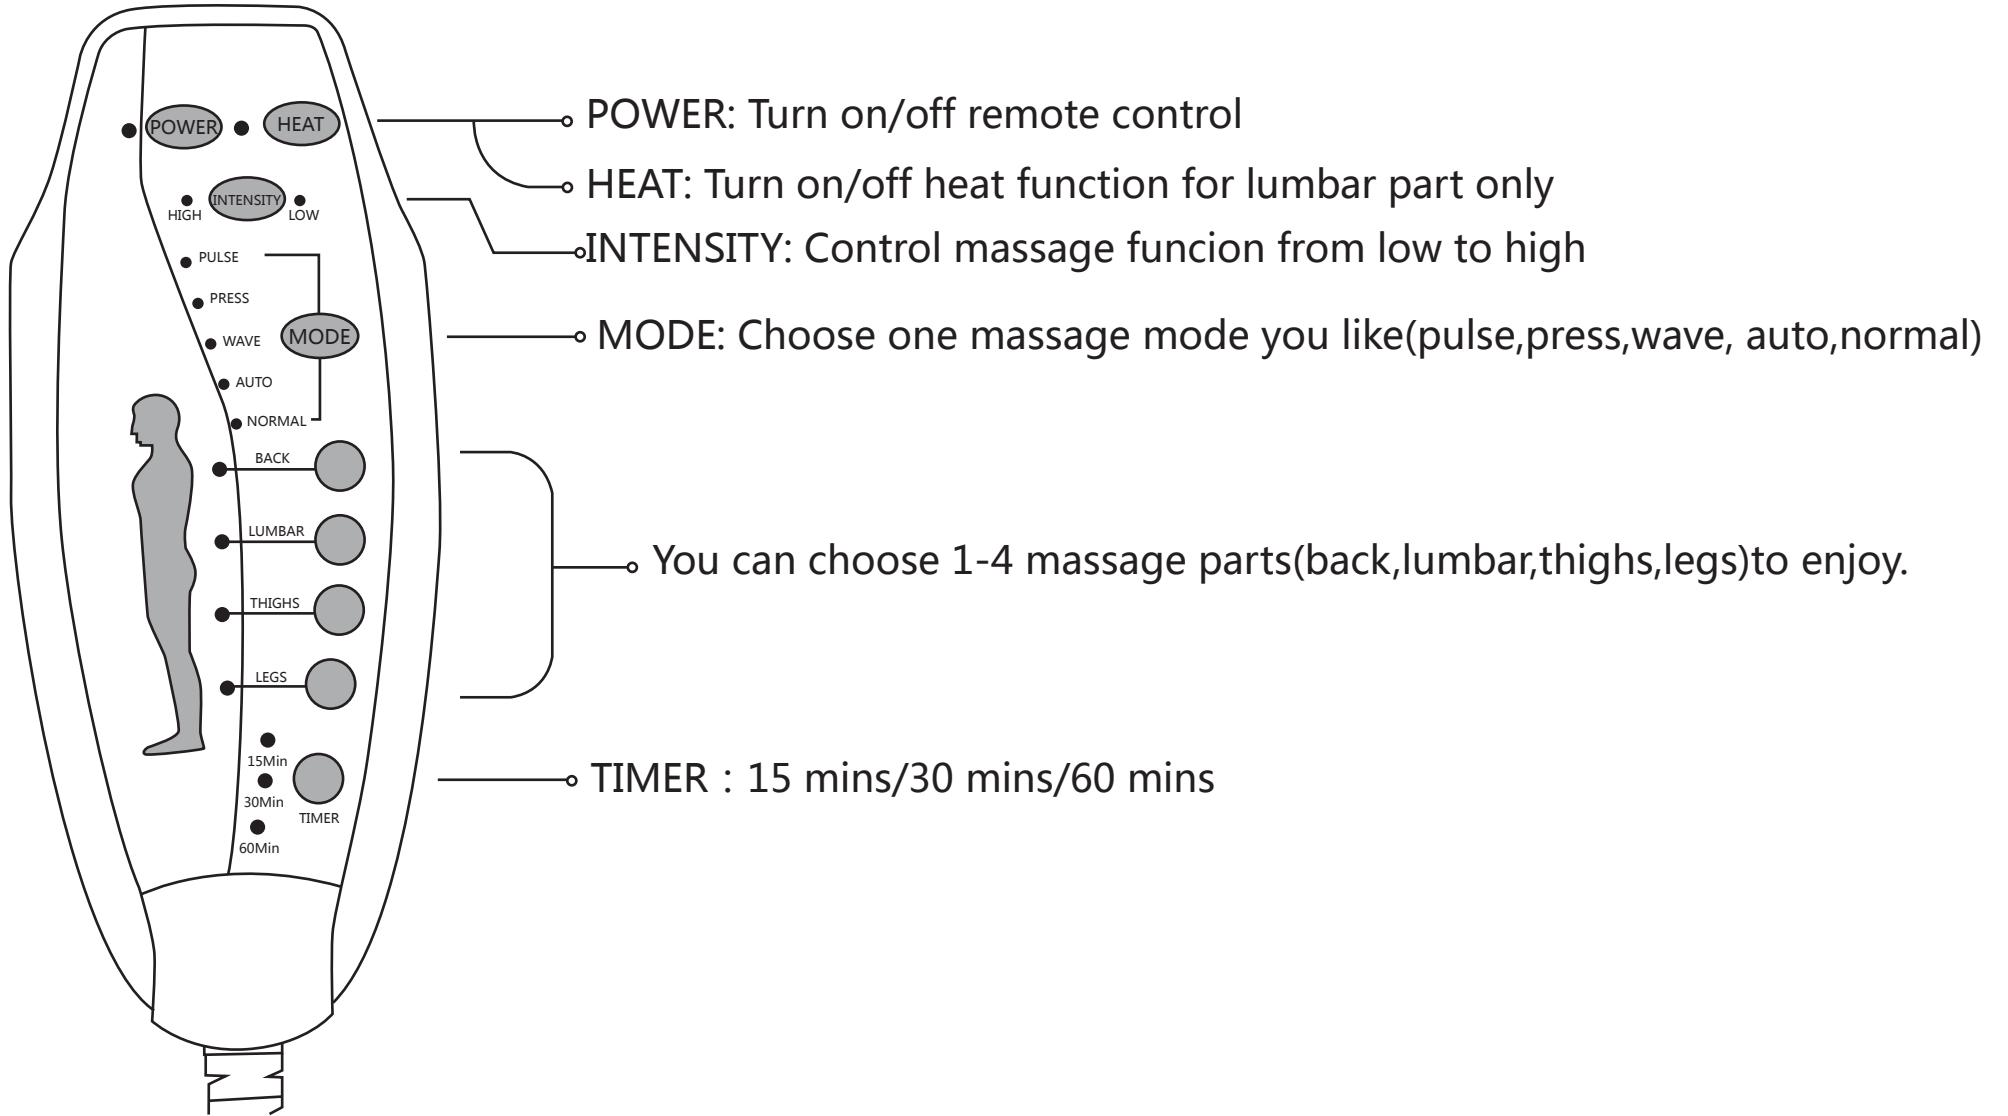 POWER HEAT
POWER: Turn on/off remote control
HEAT: Turn on/off heat function for lumbar part only
HIGH INTENSITY LOW
INTENSITY: Control massage funcion from low to high
PULSE
PRESS
WAVE MODE
AUTO
NORMAL
MODE: Choose one massage mode you like(pulse,press,wave, auto,normal)
BACK
LUMBAR
THIGHS
LEGS
You can choose 1-4 massage parts(back,lumbar,thighs,legs)to enjoy.
15Min
30Min
60Min
TIMER
TIMER : 15 mins/30 mins/60 mins